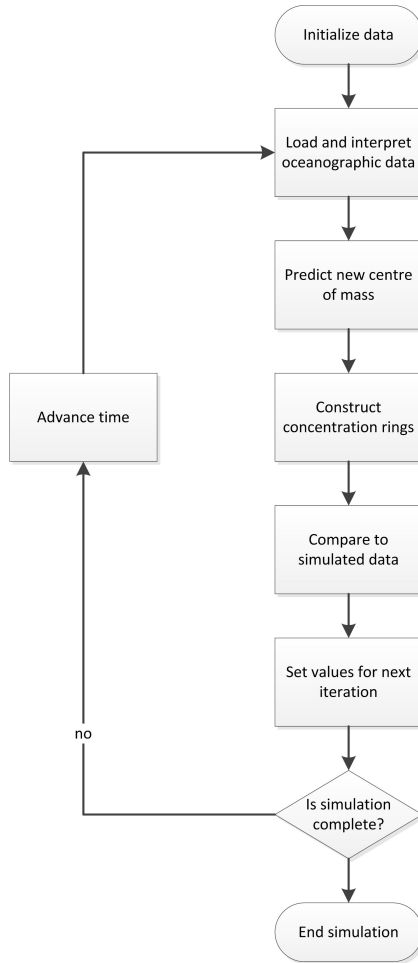 Initialize data
Load and interpret
oceanographic data
Predict new centre
of mass
Advance time
Construct
concentration rings
Compare to
simulated data
Set values for next
iteration
no
Is simulation
complete?
End simulation